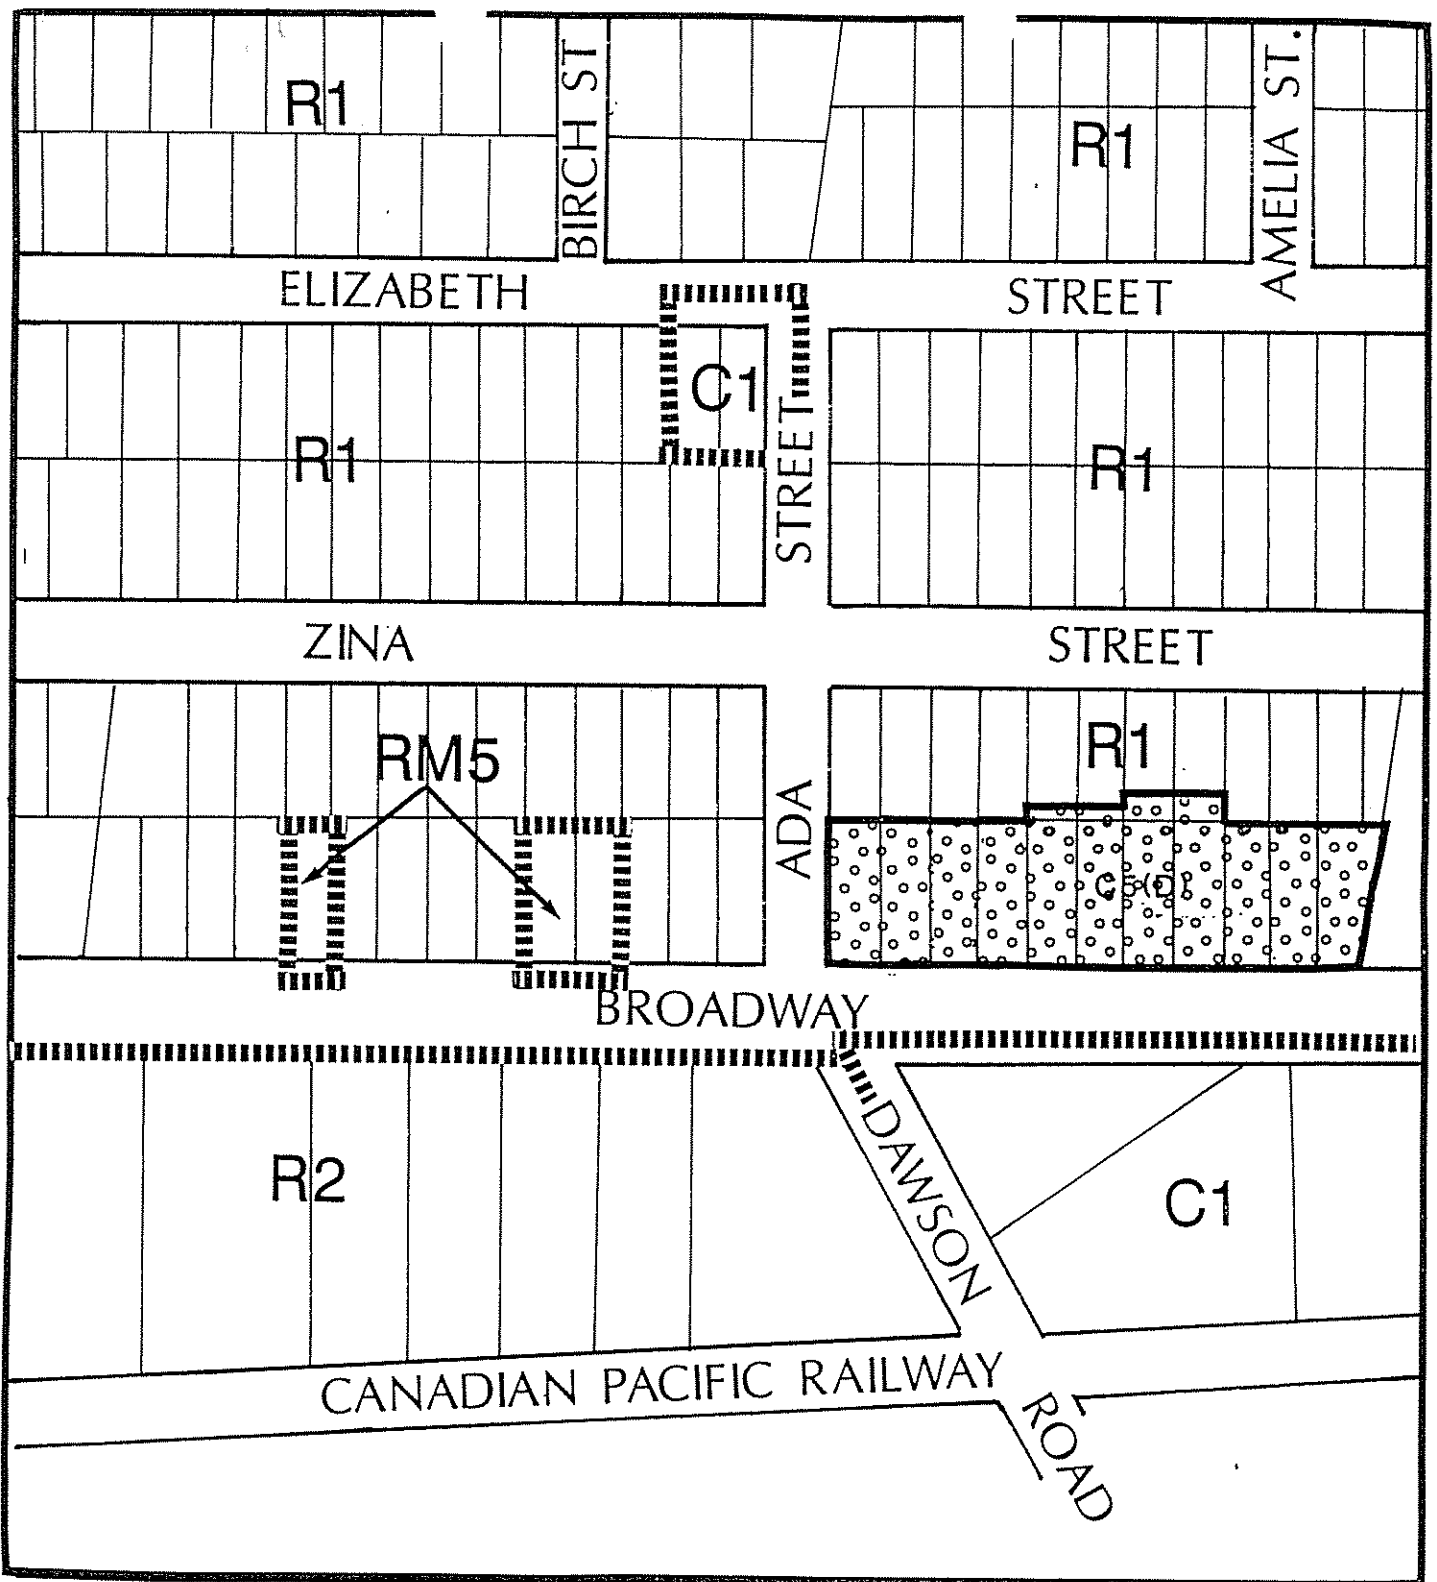 R1
BIRCH ST
R1
AMELIA ST.
ELIZABETH STREET
C1
R1
R1
ZINA STREET
RM5
R1
ADA STREET
BROADWAY
R2
DAWSON ROAD
C1
CANADIAN PACIFIC RAILWAY